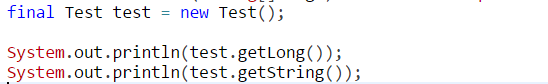 final Test test = new Test();
System.out.println(test.getLong());
System.out.println(test.getString());